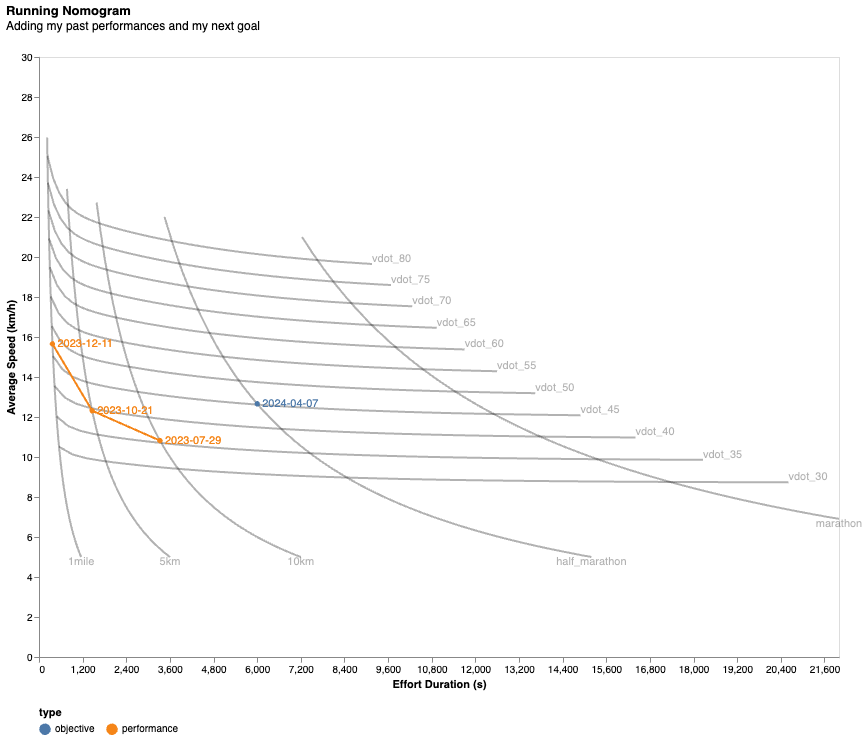 Running Nomogram
Adding my past performances and my next goal
30
28
26
24
22
20
18
16
14
12
10
8
6
4
2
0
Average Speed (km/h)
vdot_80
vdot_75
vdot_70
vdot_65
vdot_60
vdot_55
vdot_50
vdot_45
vdot_40
vdot_35
vdot_30
2023-12-11
2023-10-21
2023-07-29
2024-04-07
marathon
1mile
5km
10km
half_marathon
0 1,200 2,400 3,600 4,800 6,000 7,200 8,400 9,600 10,800 12,000 13,200 14,400 15,600 16,800 18,000 19,200 20,400 21,600
Effort Duration (s)
type
objective performance